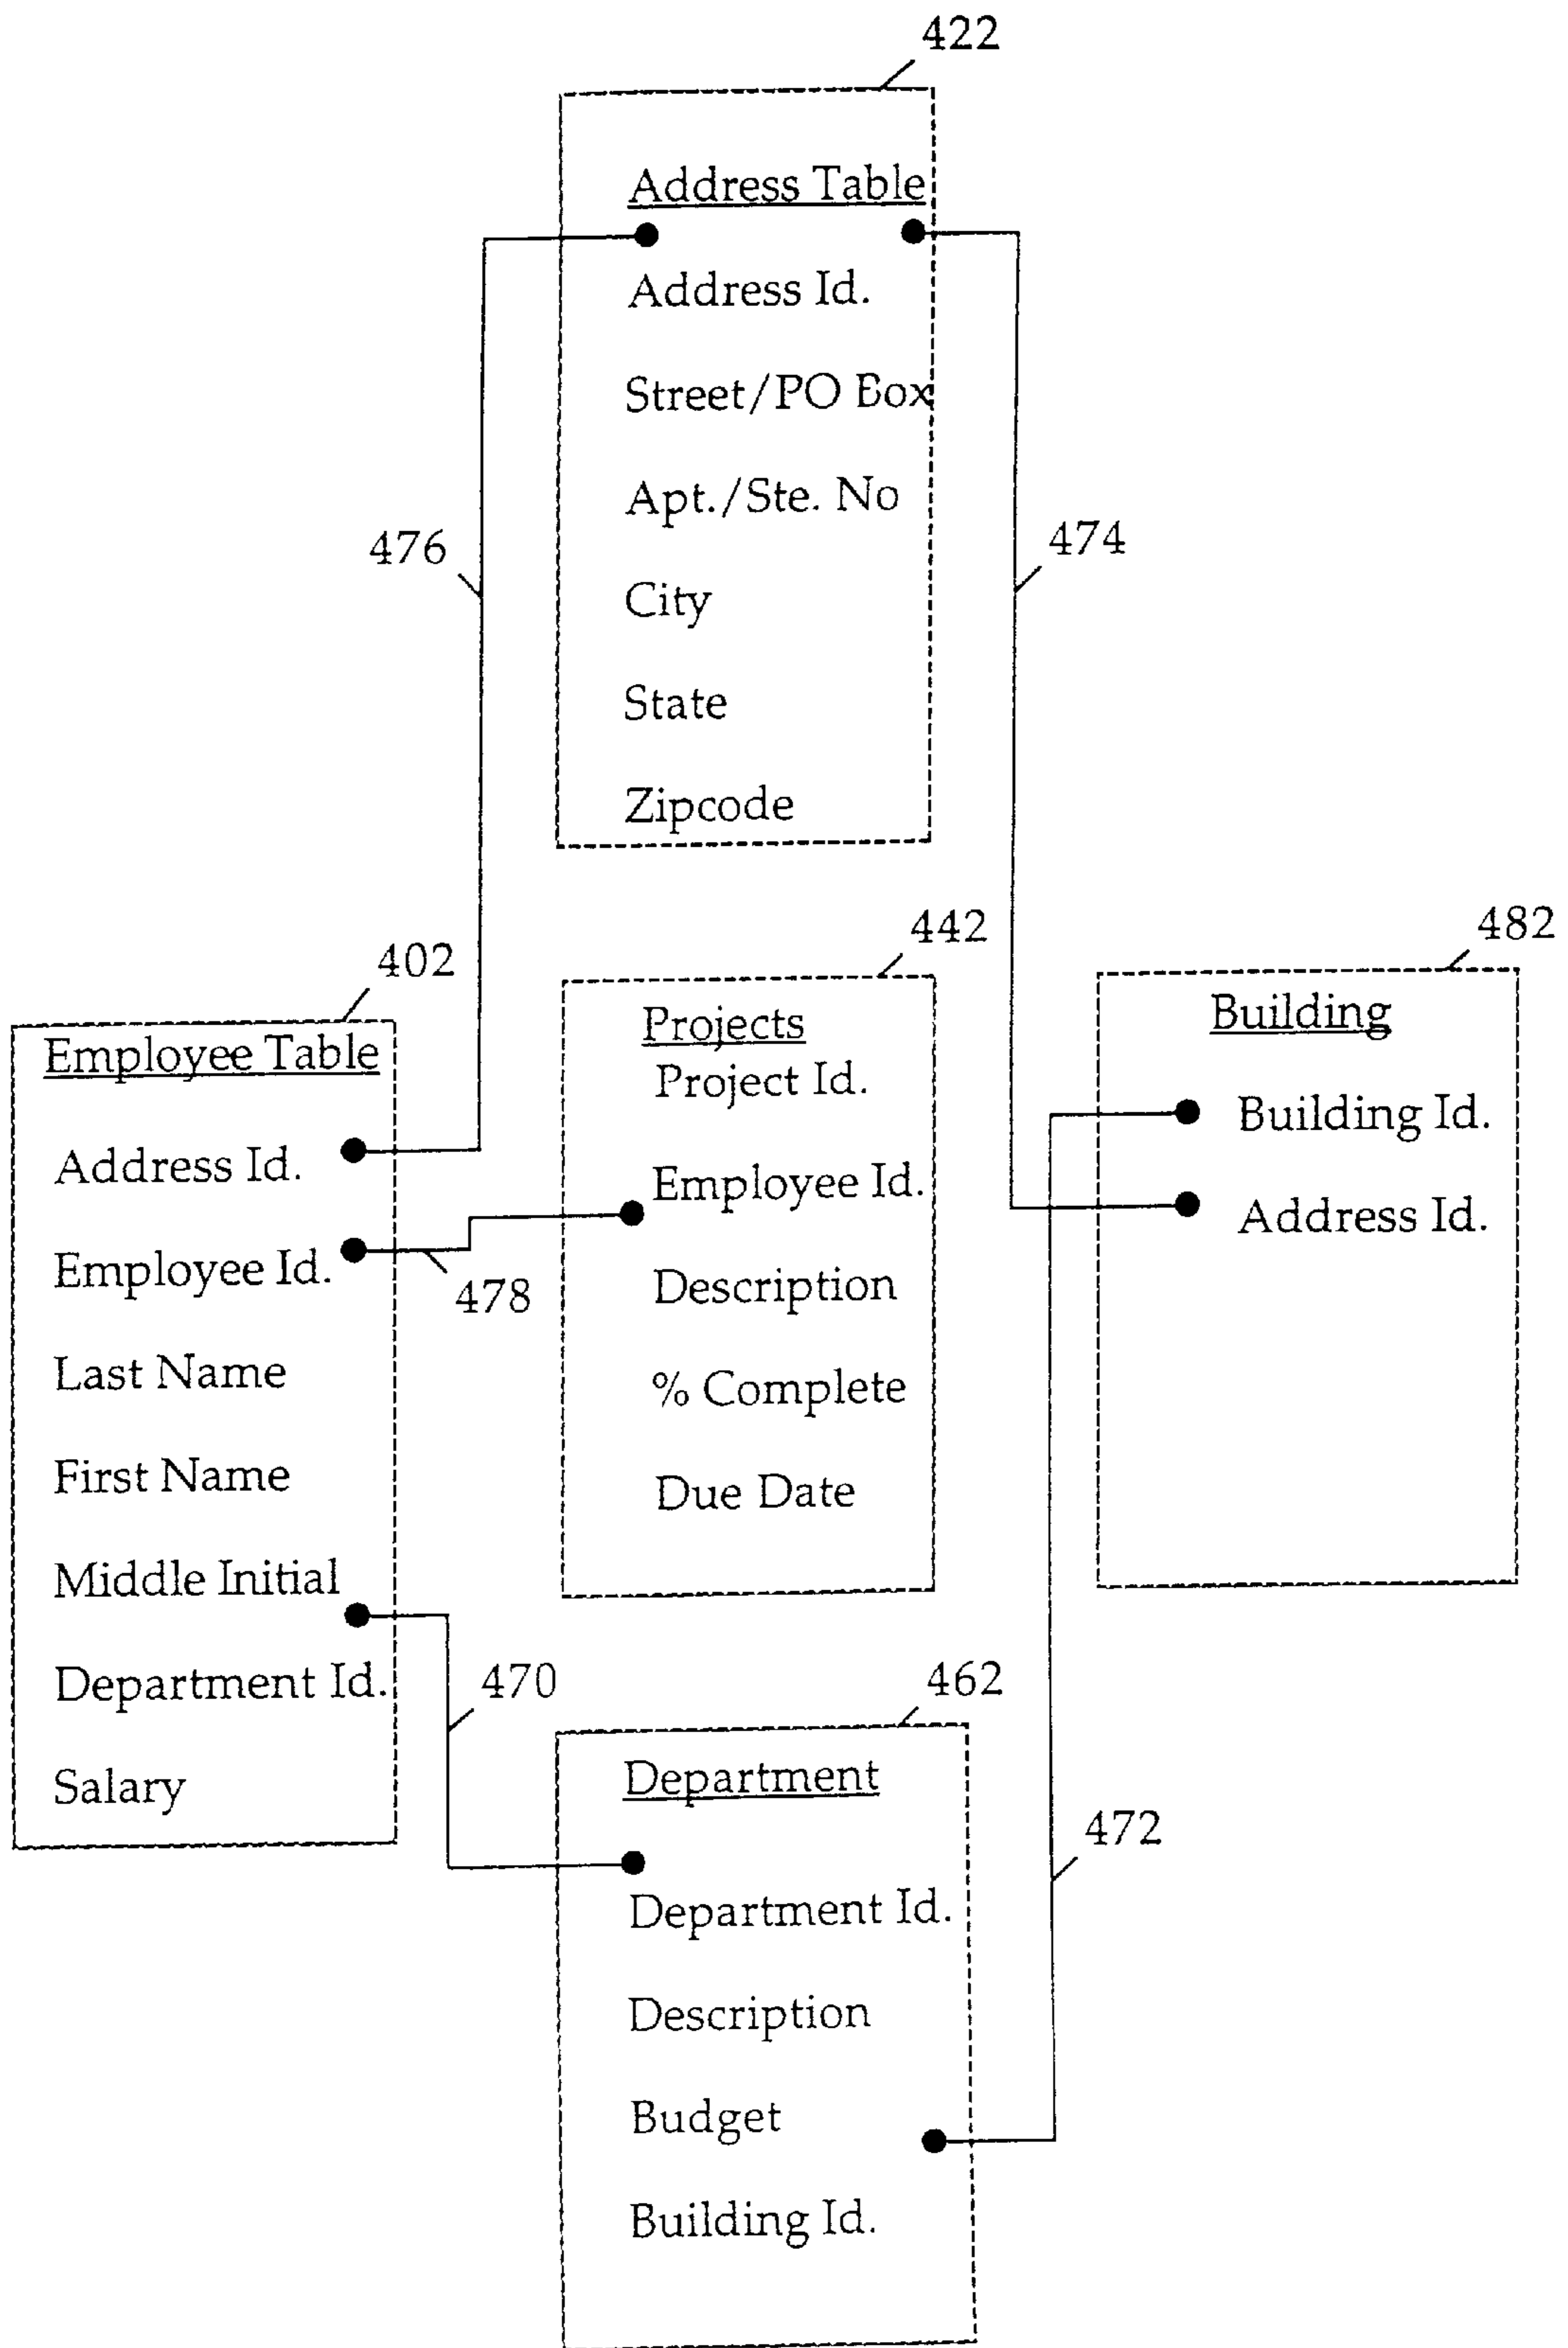 422
Address Table
Address Id.
Street/PO Box
Apt./Ste. No
City
State
Zipcode
476
474
402
Employee Table
Address Id.
Employee Id.
Last Name
First Name
Middle Initial
Department Id.
Salary
478
442
Projects
Project Id.
Employee Id.
Description
% Complete
Due Date
482
Building
Building Id.
Address Id.
470
462
Department
Department Id.
Description
Budget
Building Id.
472